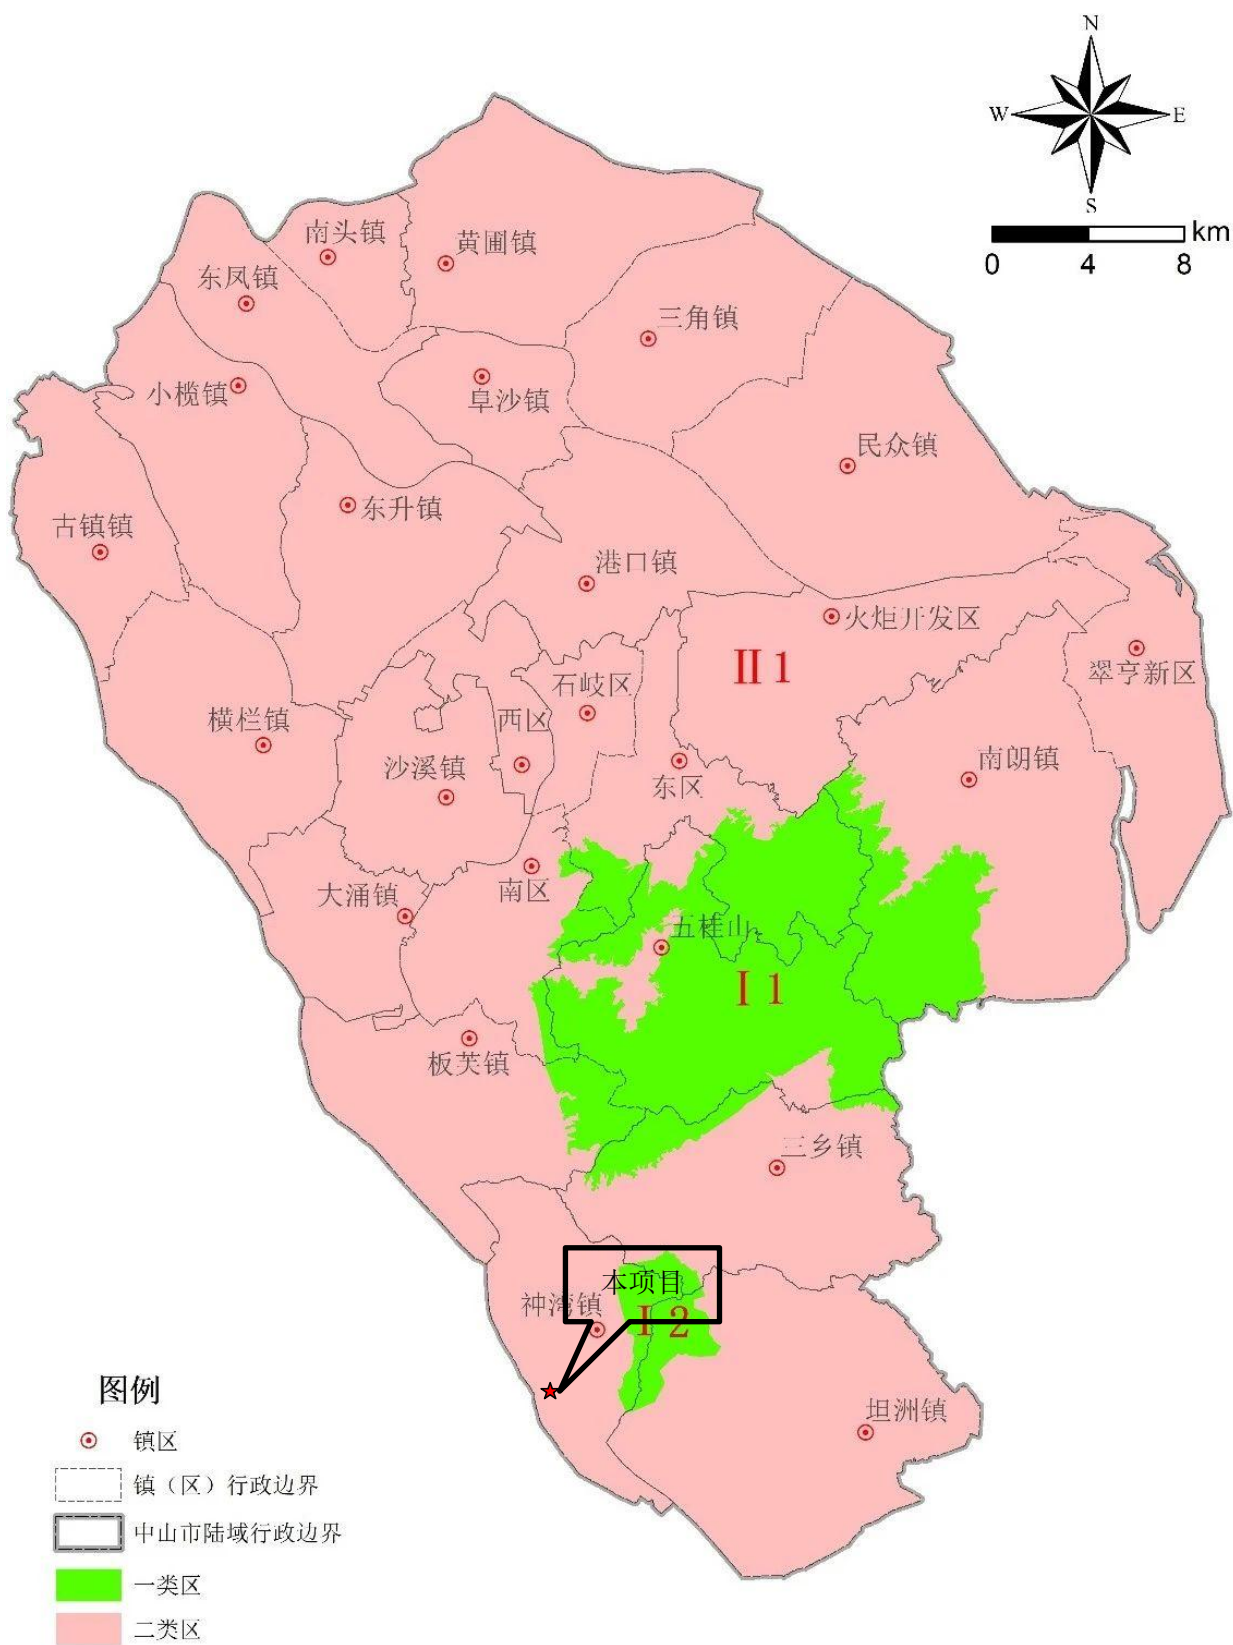 N
W
E
S
km
0 4 8
南头镇
黄圃镇
东凤镇
三角镇
小榄镇
阜沙镇
民众镇
东升镇
古镇镇
港口镇
火炬开发区
II 1
翠亨新区
石岐区
横栏镇
西区
沙溪镇
东区
南朗镇
南区
大涌镇
五桂山
I 1
板芙镇
三乡镇
本项目
神湾镇
I 2
坦洲镇
图例
镇区
镇（区）行政边界
中山市陆域行政边界
一类区
二类区